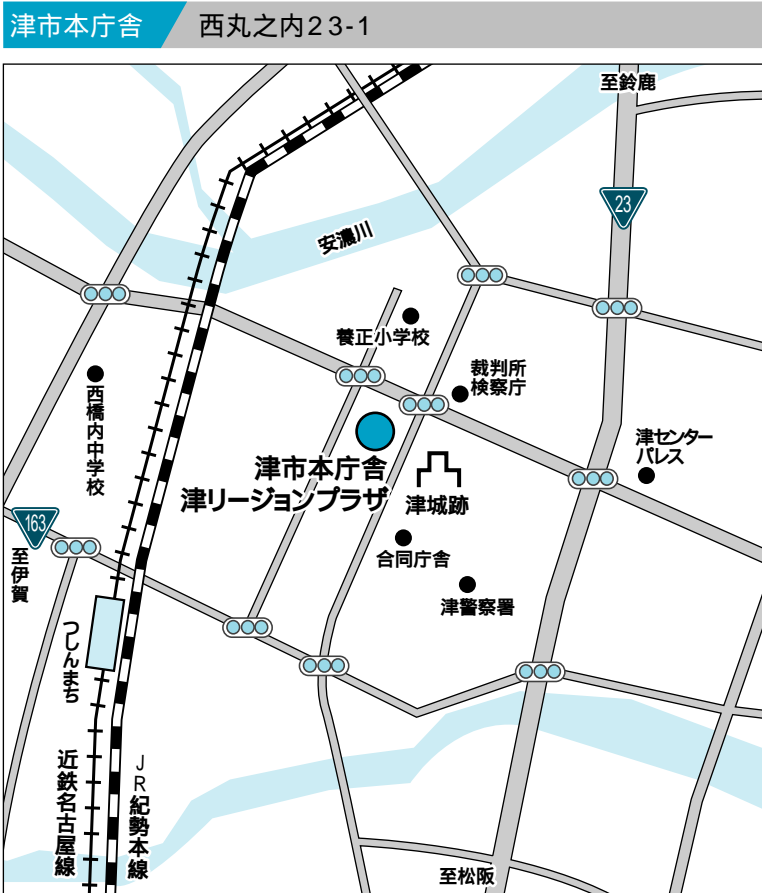 津市本庁舎
西丸之内23-1
至鈴鹿
23
安濃川
養正小学校
裁判所
検察庁
西橋内中学校
津センター
パレス
津市本庁舎
津リージョンプラザ
津城跡
163
至伊賀
合同庁舎
津警察署
つしんまち
近鉄名古屋線
JR紀勢本線
至松阪